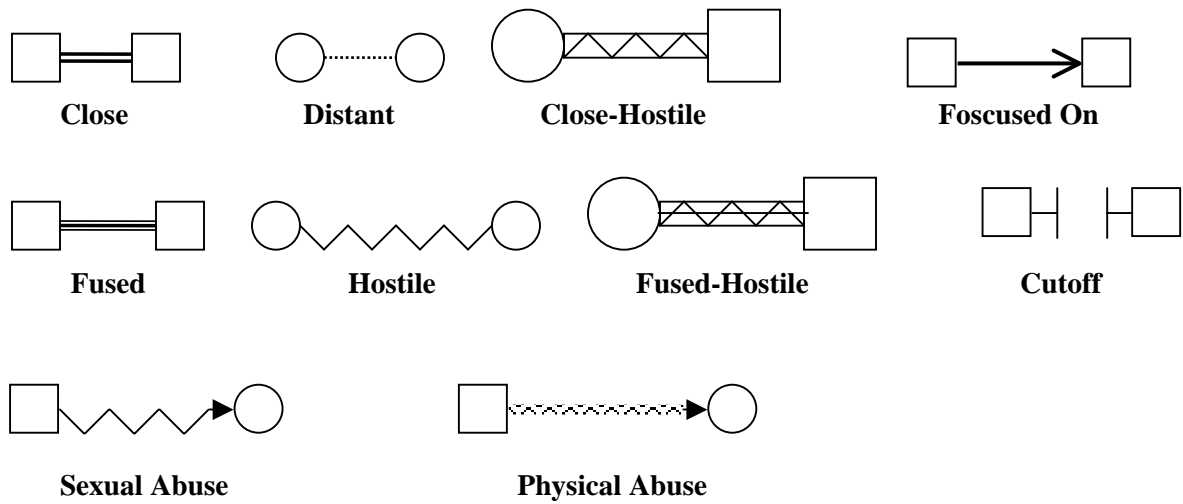 Close
Distant
Close-Hostile
Foscused On
Fused
Hostile
Fused-Hostile
Cutoff
Sexual Abuse
Physical Abuse